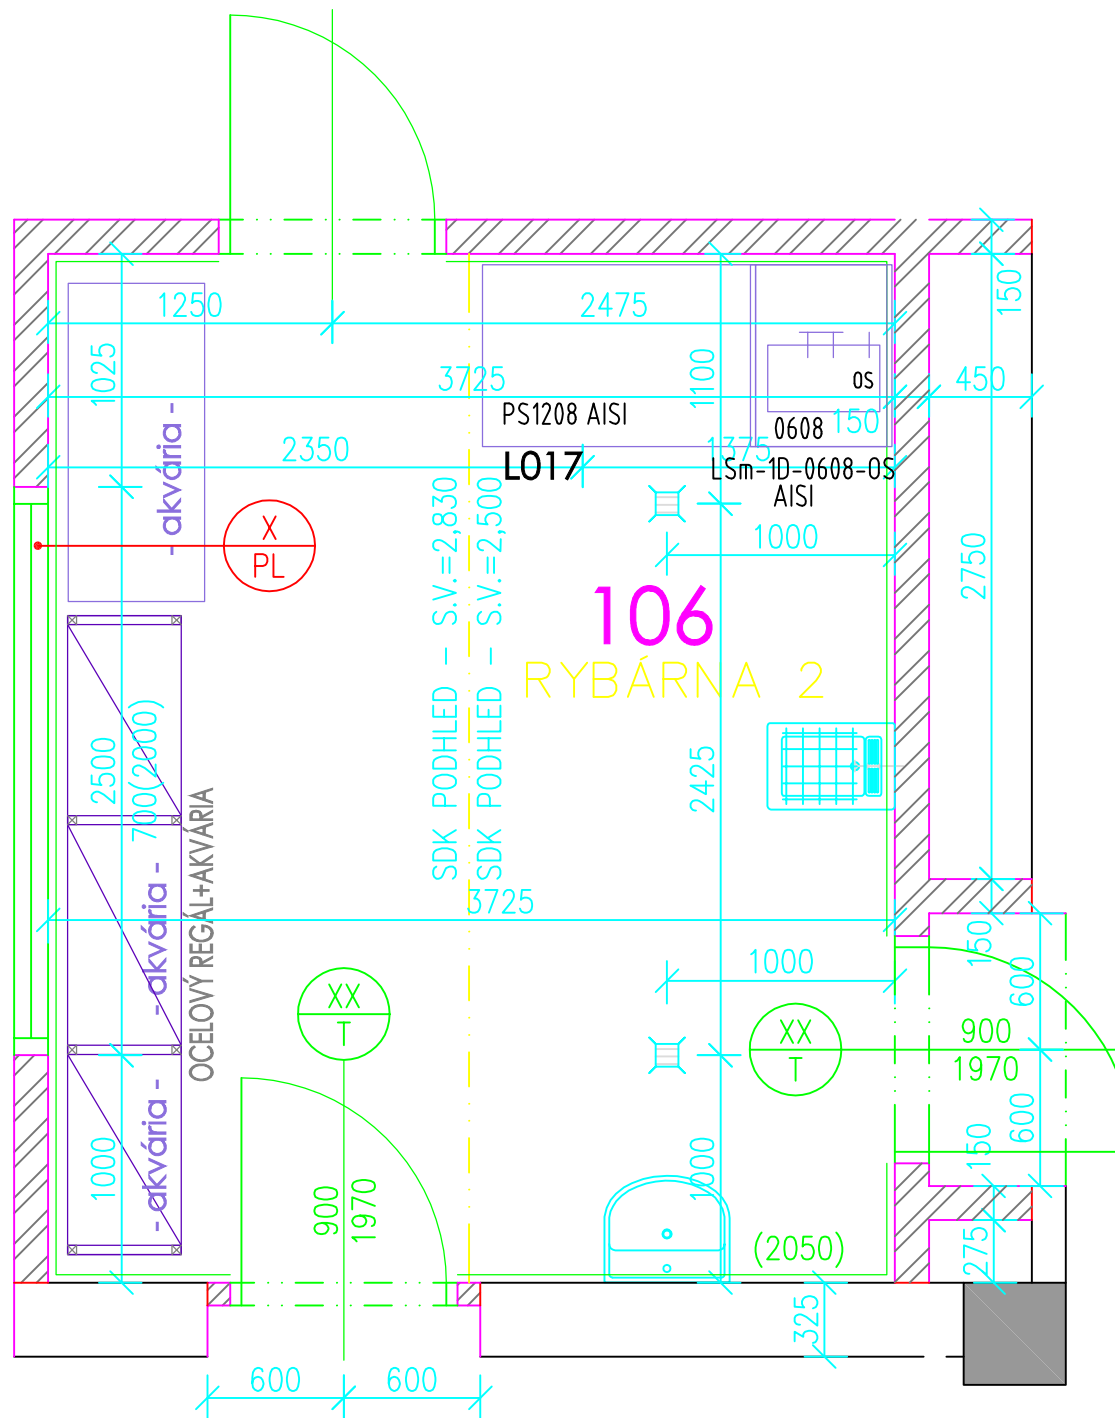 150
1250
2475
1025
3725
1100
450
OS
PS1208 AISI
0608
150
- akvária -
2350
1375
L017
LSm-1D-0608-OS
AISI
X
PL
1000
2750
SDK PODHLED - S.V.=2,830
SDK PODHLED - S.V.=2,500
106
RYBÁRNA 2
2500
700(2000)
2425
OCELOVÝ REGÁL+AKVÁRIA
- akvária -
3725
150
600
1000
XX
T
XX
T
900
1970
- akvária -
1000
1000
150
600
900
1970
(2050)
275
325
600
600